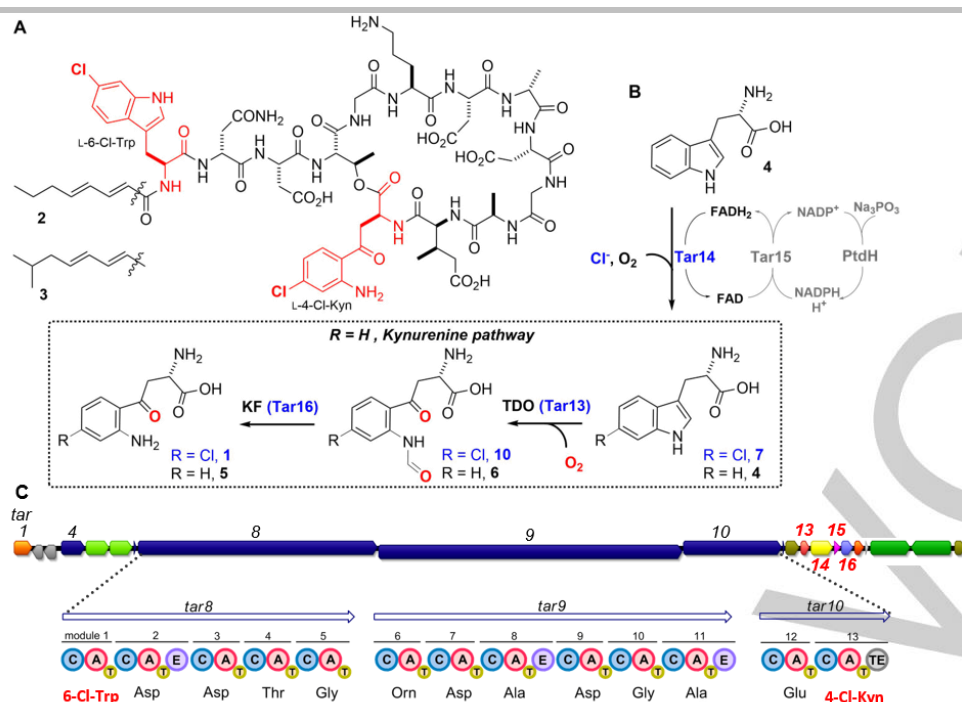 A
H2N
Cl
NH
L-6-Cl-Trp
O
HN
CONH2
CO2H
HO2C
NH2
L-4-Cl-Kyn
2
3
B
NH2
OH
O
N
H
4
FADH2
NADP+
Na3PO3
Cl-, O2
Tar14
Tar15
PtdH
FAD
NADPH
H+
R = H , Kynurenine pathway
KF (Tar16)
TDO (Tar13)
O2
R = Cl, 1
R = H, 5
R = Cl, 10
R = H, 6
R = Cl, 7
R = H, 4
C
tar
1 4 8 9 10 13 15
14 16
tar8 tar9 tar10
module 1 2 3 4 5 6 7 8 9 10 11 12 13
C A T C A T E C A T C A T C A T C A T C A T C A T E C A T C A T C A T E C A T C A T TE
6-Cl-Trp Asp Asp Thr Gly Orn Asp Ala Asp Gly Ala Glu 4-Cl-Kyn